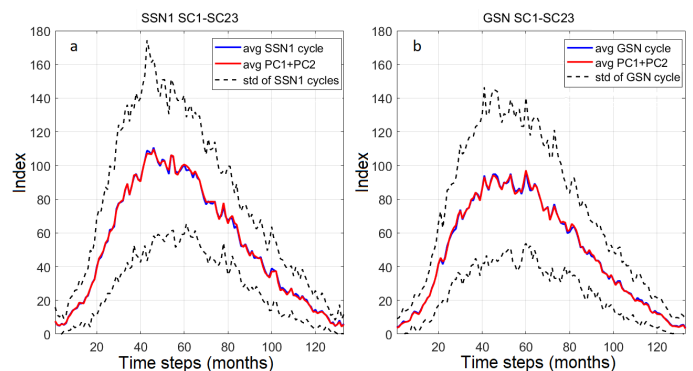 SSN1 SC1-SC23
a
avg SSN1 cycle
avg PC1+PC2
std of SSN1 cycles
Index
180
160
140
120
100
80
60
40
20
0
20 40 60 80 100 120
Time steps (months)
GSN SC1-SC23
b
avg GSN cycle
avg PC1+PC2
std of GSN cycle
Index
180
160
140
120
100
80
60
40
20
0
20 40 60 80 100 120
Time steps (months)